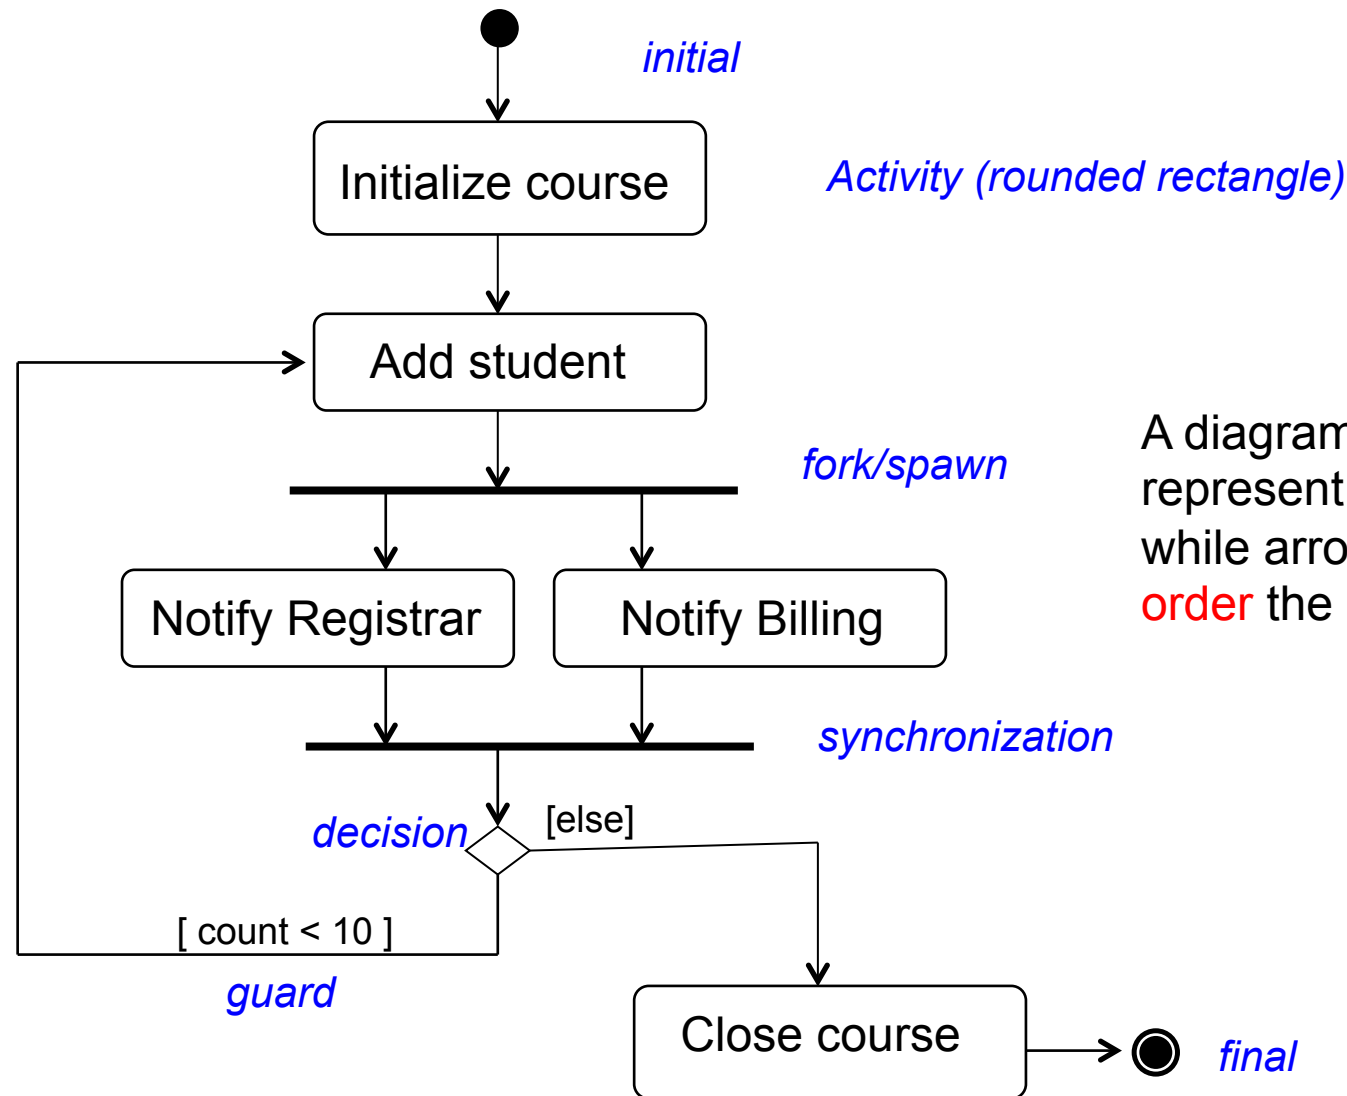 initial
Initialize course
Activity (rounded rectangle)
Add student
fork/spawn
A diagram
represent
while arro
order the
Notify Registrar
Notify Billing
synchronization
decision
[else]
[ count < 10 ]
guard
Close course
final